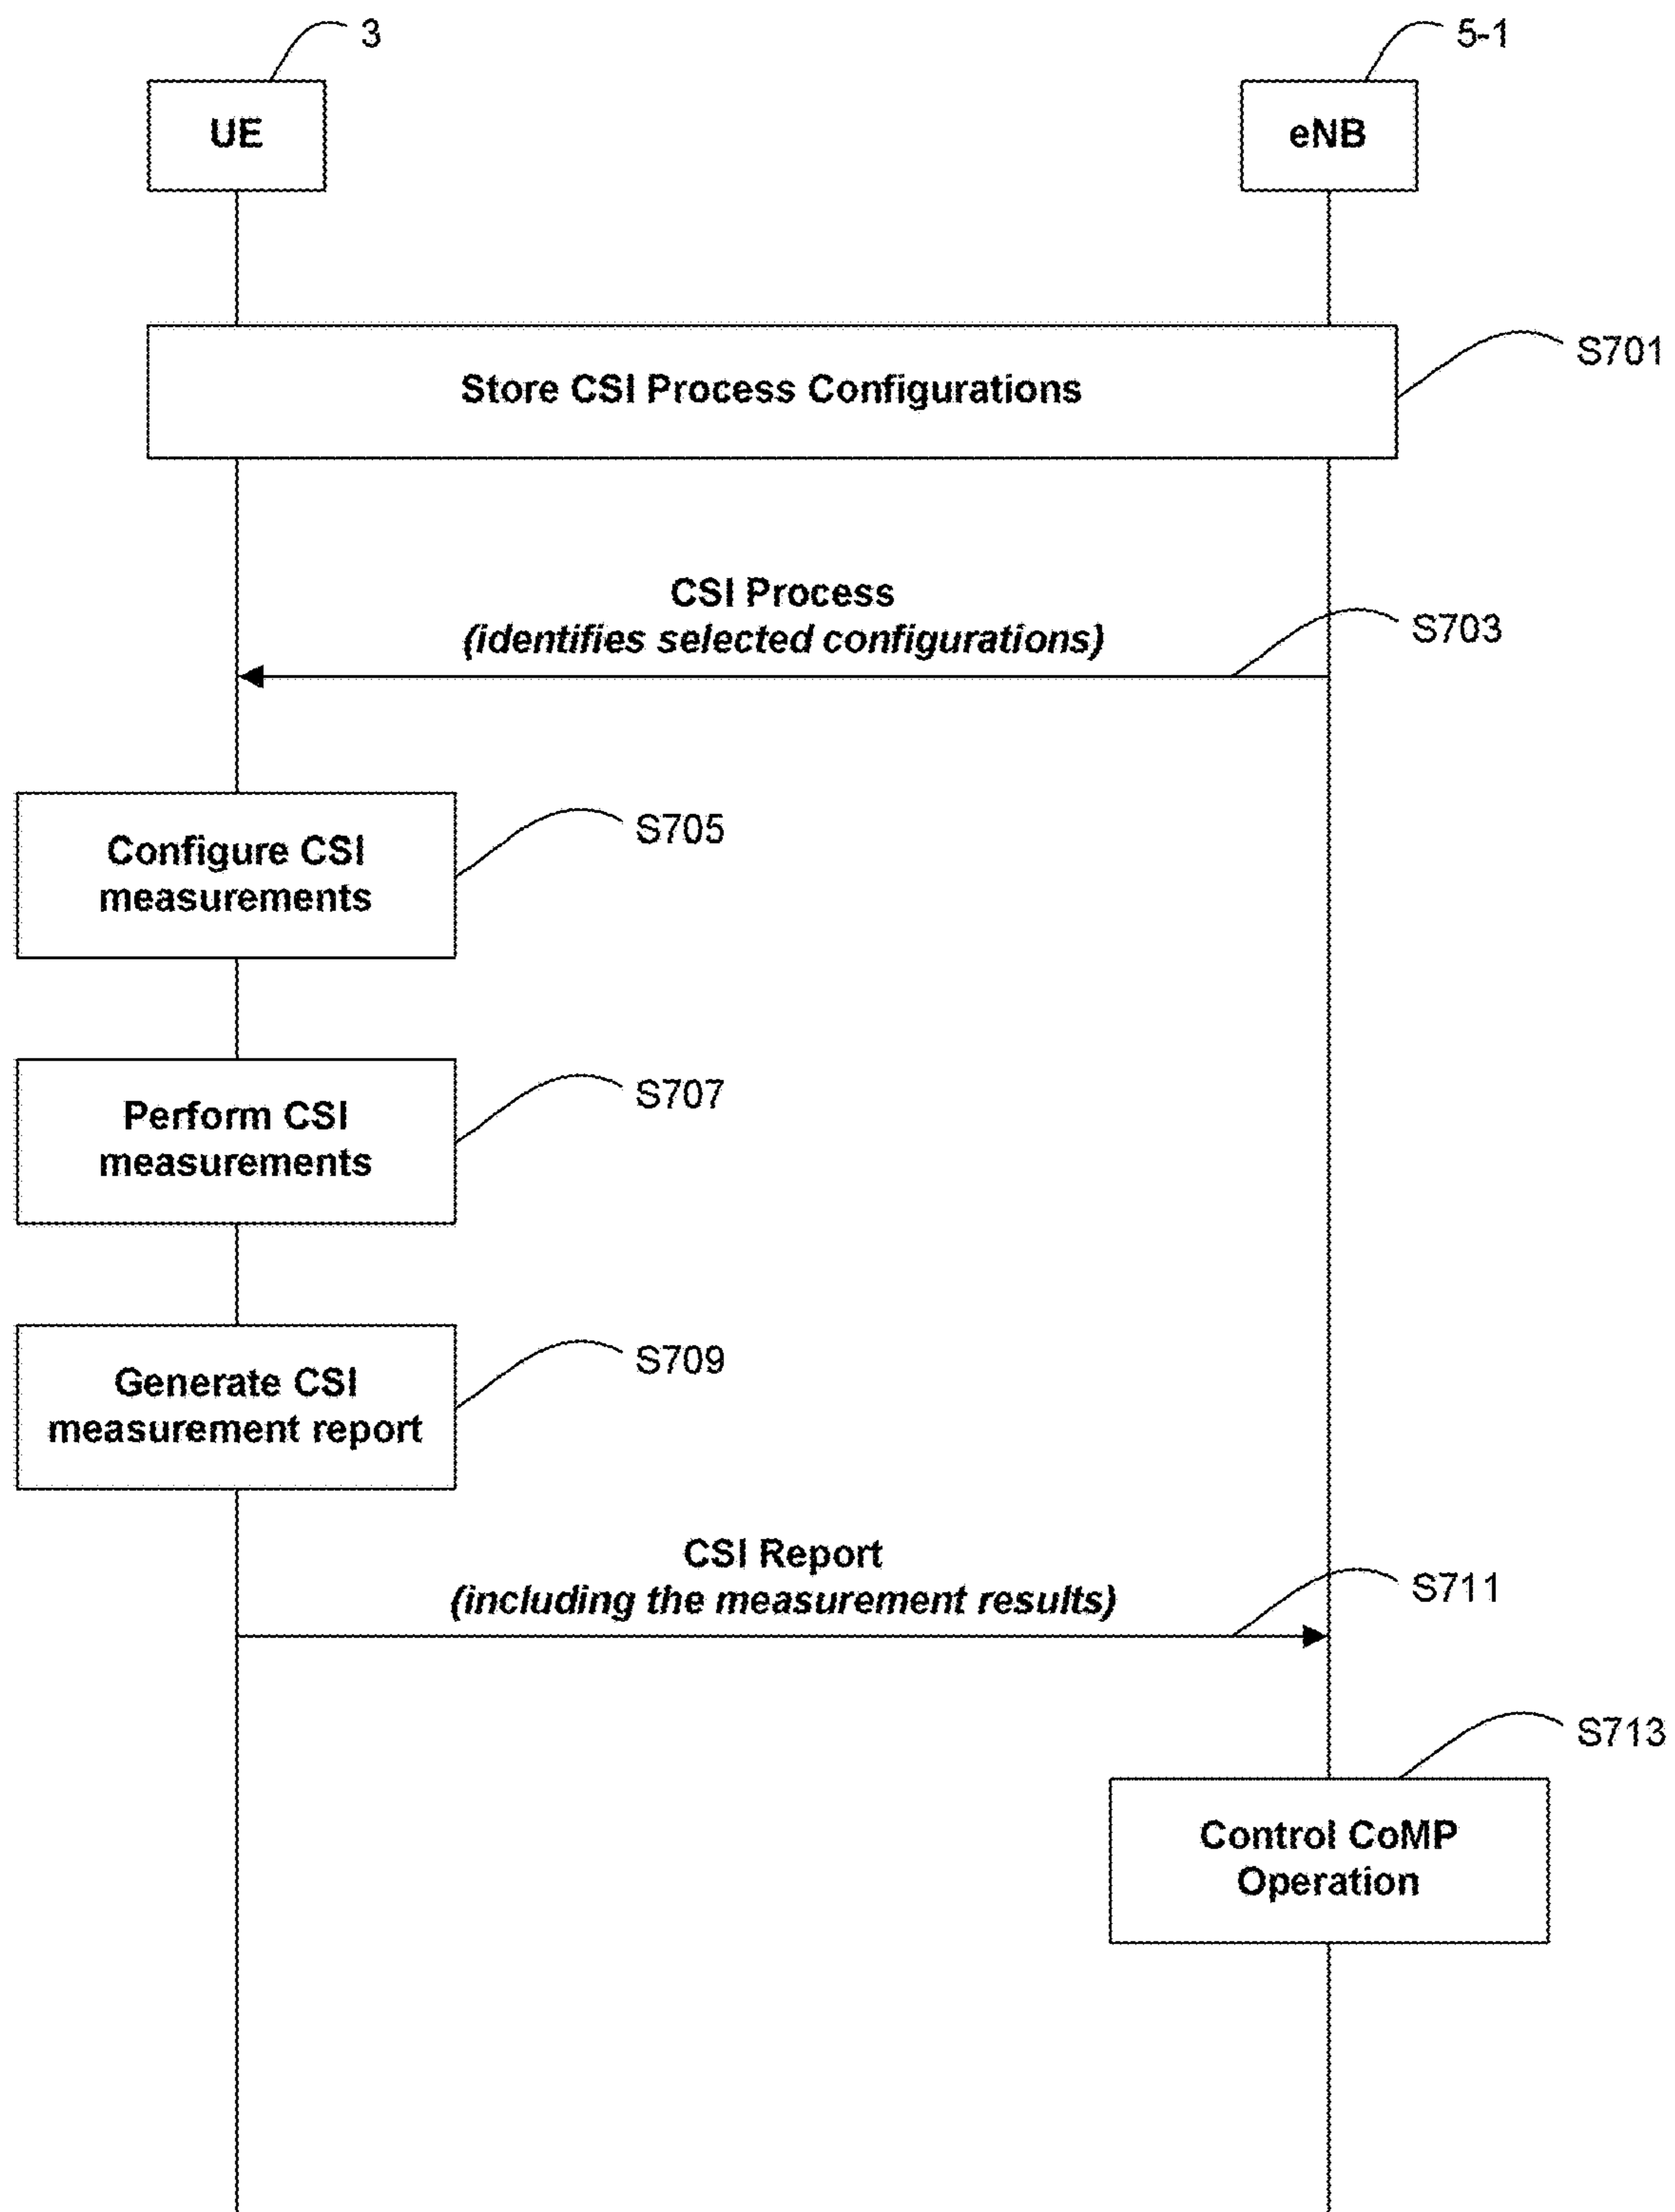 3
5-1
UE
eNB
S701
Store CSI Process Configurations
CSI Process
(identifies selected configurations)
S703
Configure CSI
measurements
S705
Perform CSI
measurements
S707
Generate CSI
measurement report
S709
CSI Report
(including the measurement results)
S711
S713
Control CoMP
Operation